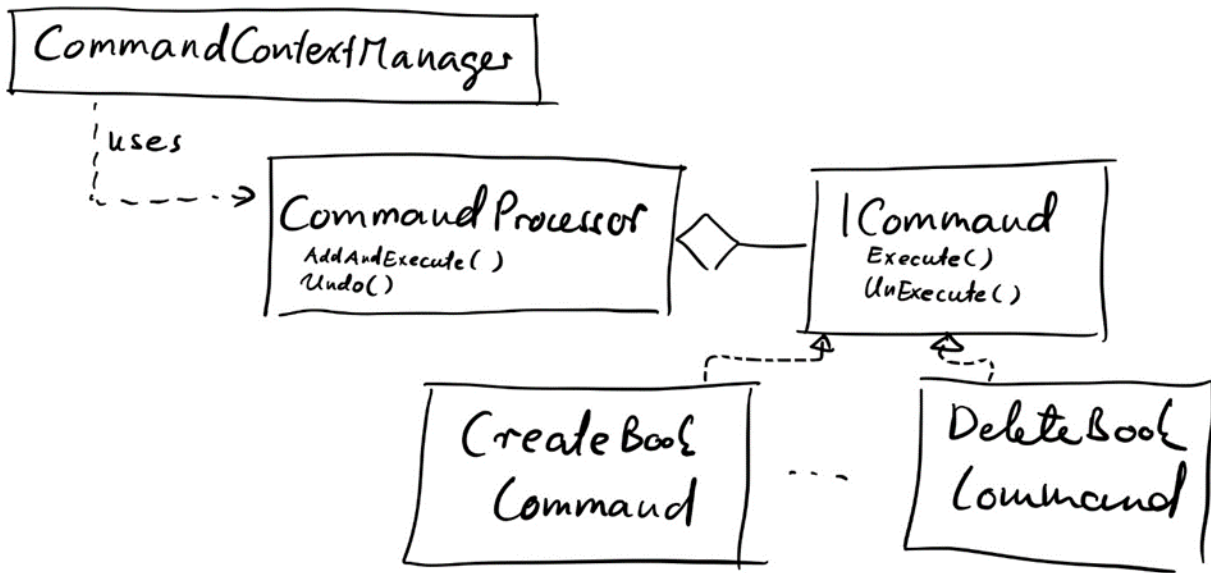 CommandContextManager
uses
CommandProcessor
AddAndExecute()
Undo()
ICommand
Execute()
UnExecute()
CreateBook
Command
...
DeleteBook
Command